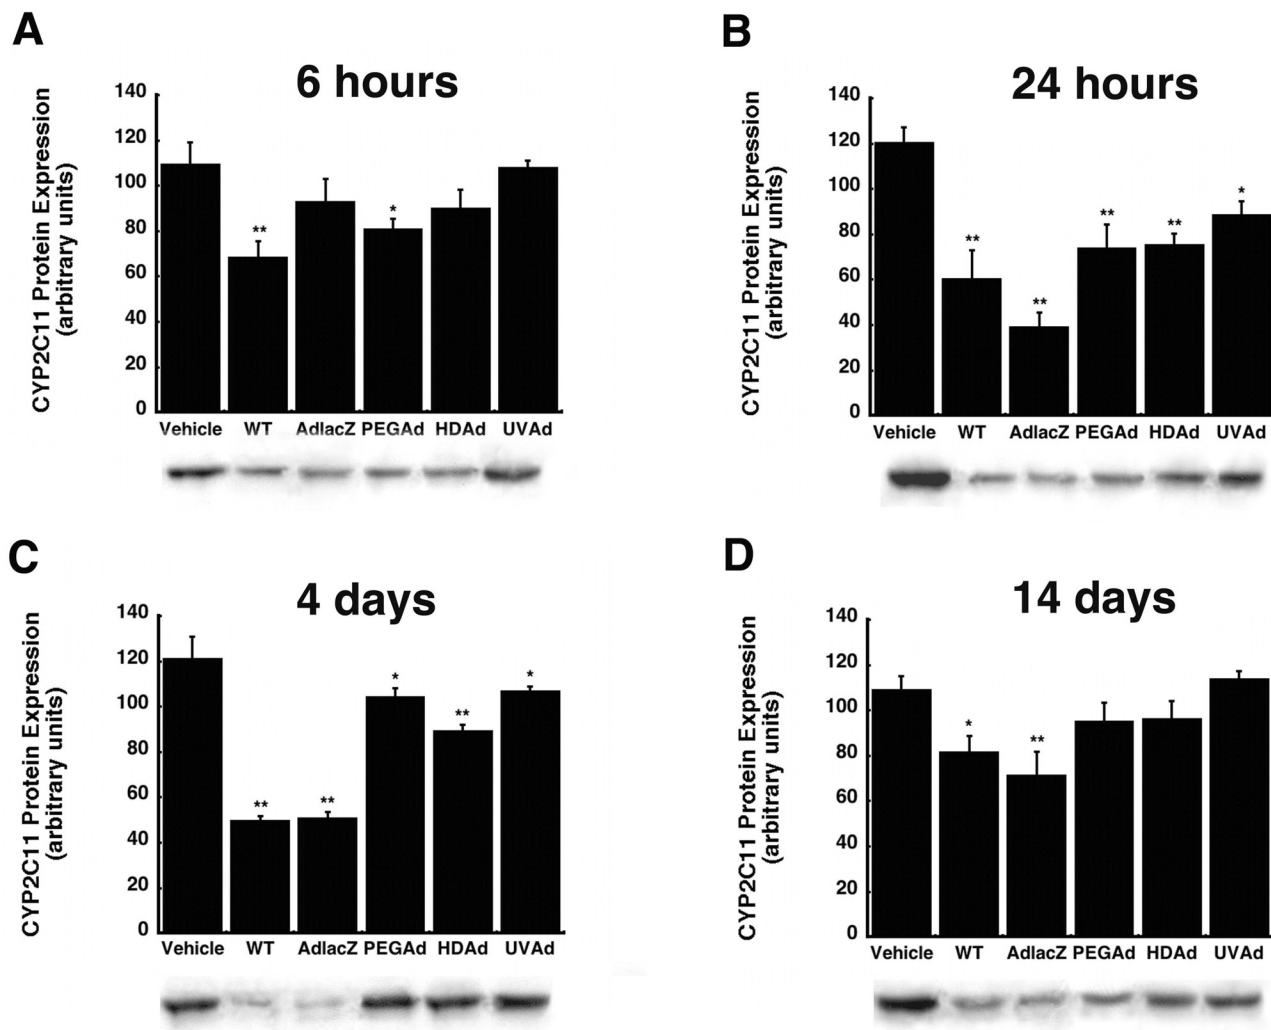 A
6 hours
CYP2C11 Protein Expression
(arbitrary units)
140
120
100
80
60
40
20
0
**
*
Vehicle WT AdlacZ PEGAd HDAd UVAd
B
24 hours
CYP2C11 Protein Expression
(arbitrary units)
140
120
100
80
60
40
20
0
**
**
**
**
*
Vehicle WT AdlacZ PEGAd HDAd UVAd
C
4 days
CYP2C11 Protein Expression
(arbitrary units)
140
120
100
80
60
40
20
0
**
**
*
**
*
Vehicle WT AdlacZ PEGAd HDAd UVAd
D
14 days
CYP2C11 Protein Expression
(arbitrary units)
140
120
100
80
60
40
20
0
*
**
Vehicle WT AdlacZ PEGAd HDAd UVAd